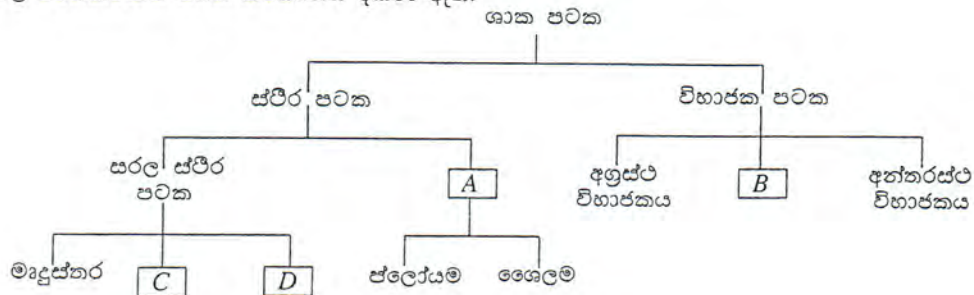 ශාක පටක
ස්ථීර පටක
විභාජක පටක
සරල ස්ථීර
පටක
A
අග්‍රස්ථ
විභාජකය
B
අන්තරස්ථ
විභාජකය
මෘදුස්තර
C
D
ප්ලෝයම
ශෛලම